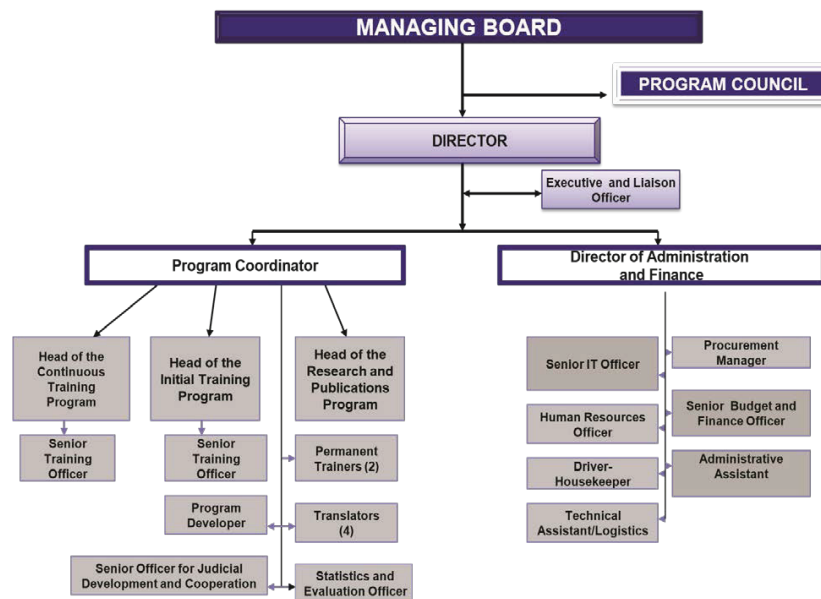 MANAGING BOARD
PROGRAM COUNCIL
DIRECTOR
Executive and Liaison
Officer
Program Coordinator
Director of Administration
and Finance
Head of the
Continuous
Training
Program
Head of the
Initial Training
Program
Head of the
Research and
Publications
Program
Senior IT Officer
Procurement
Manager
Senior
Training
Officer
Senior
Training
Officer
Permanent
Trainers (2)
Human Resources
Officer
Senior Budget and
Finance Officer
Program
Developer
Translators
(4)
Driver-
Housekeeper
Administrative
Assistant
Technical
Assistant/Logistics
Senior Officer for Judicial
Development and Cooperation
Statistics and
Evaluation Officer